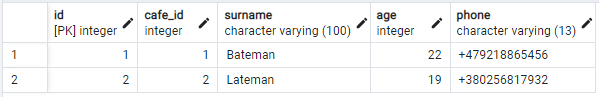 id cafe_id surname age phone
[PK] integer integer character varying (100) integer character varying (13)
1 1 1 Bateman 22 +479218865456
2 2 2 Lateman 19 +380256817932